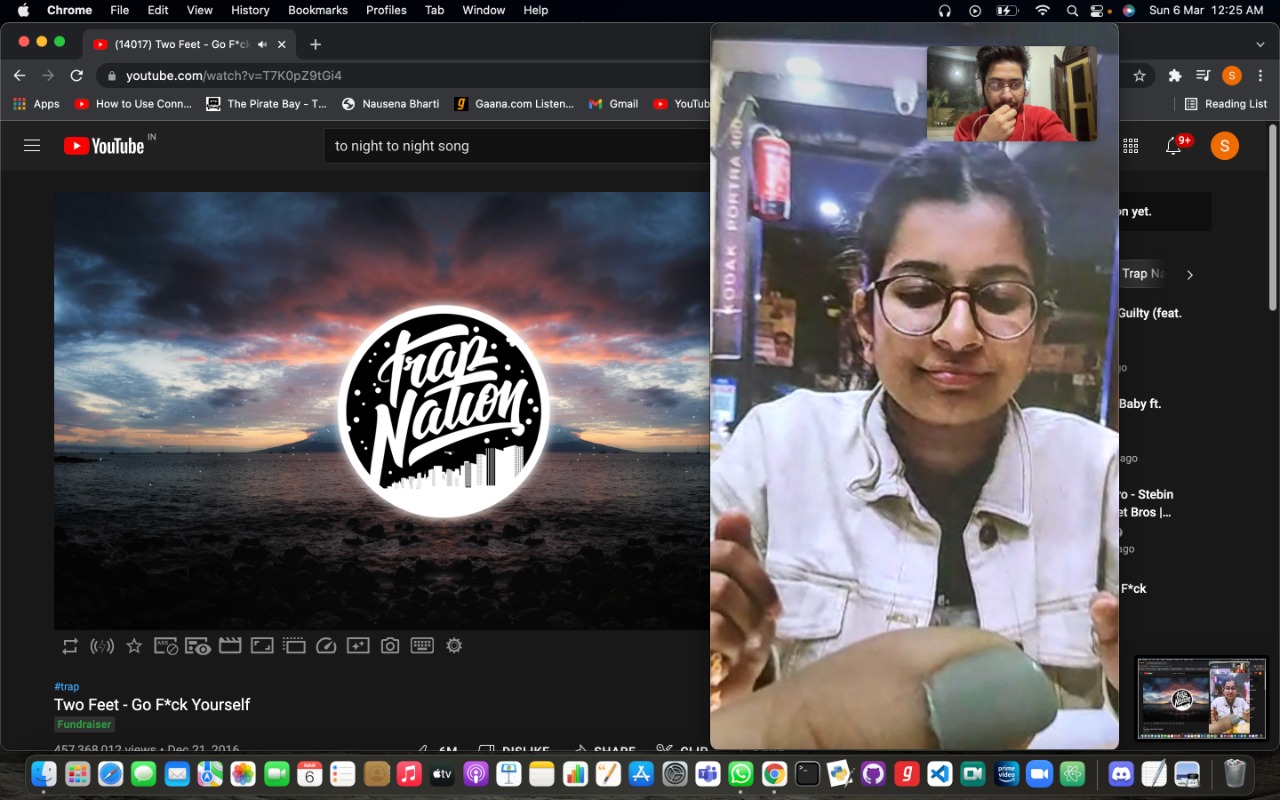 Chrome File Edit View History Bookmarks Profiles Tab Window Help Sun 6 Mar 12:25 AM
(14017) Two Feet - Go F*c
youtube.com/watch?v=T7K0pZ9tGi4
Apps How to Use Conn... The Pirate Bay - T... Nausena Bharti Gaana.com Listen... Gmail YouTub Reading List
YouTube IN
to night to night song
9+
S
S
on yet.
Trap Na
Guilty (feat.
go
Baby ft.
ago
ro - Stebin
et Bros |...
ago
F*ck
KODAK PORTRA 400
Trap
Nation
#trap
Two Feet - Go F*ck Yourself
Fundraiser
457,368,012 views • Dec 21, 2016 6M DISLIKE SHARE CLIP
MAR
6
tv
prime video